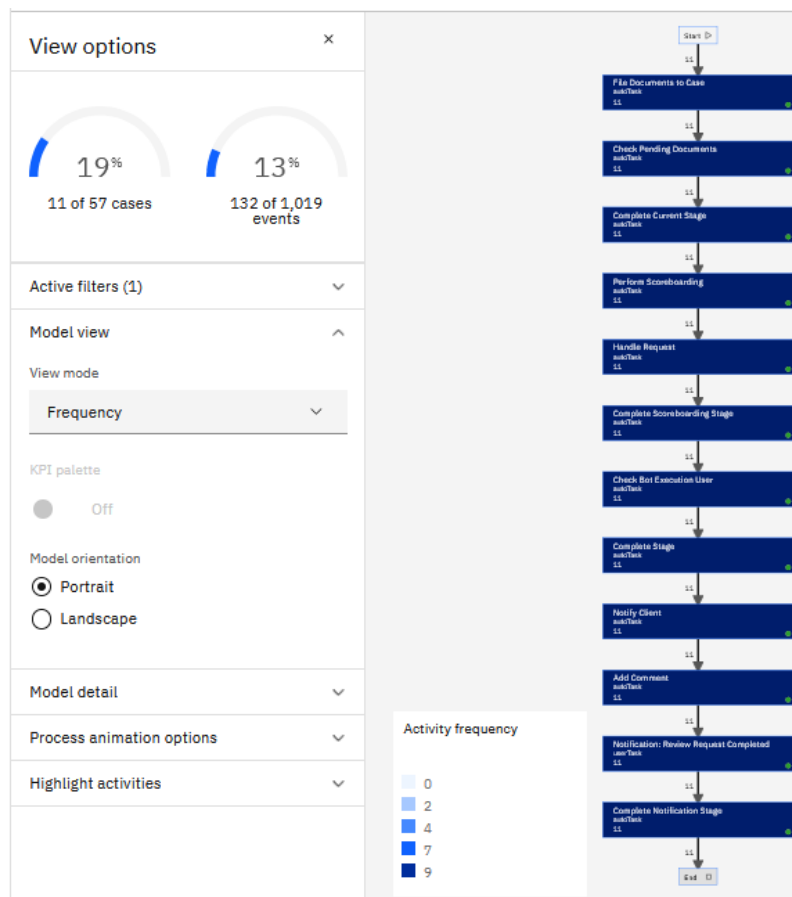 View options
×
19%
11 of 57 cases
13%
132 of 1,019
events
Active filters (1)
Model view
View mode
Frequency
KPI palette
Off
Model orientation
Portrait
Landscape
Model detail
Process animation options
Highlight activities
Activity frequency
0
2
4
7
9
Start
11
File Documents to Case
autoTask
11
11
Check Pending Documents
autoTask
11
11
Complete Current Stage
autoTask
11
11
Perform Scoreboarding
autoTask
11
11
Handle Request
autoTask
11
11
Complete Scoreboarding Stage
autoTask
11
11
Check Bot Execution User
autoTask
11
11
Complete Stage
autoTask
11
11
Notify Client
autoTask
11
11
Add Comment
autoTask
11
11
Notification: Review Request Completed
userTask
11
11
Complete Notification Stage
autoTask
11
11
End